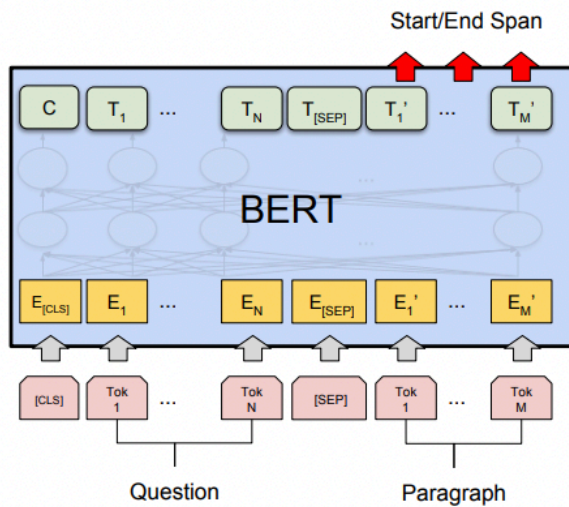 Start/End Span
C T1 ... TN T[SEP] T1' ... TM'
...
BERT
...
E[CLS] E1 ... EN E[SEP] E1' ... EM'
[CLS] Tok 1 ... Tok N [SEP] Tok 1 ... Tok M
Question Paragraph